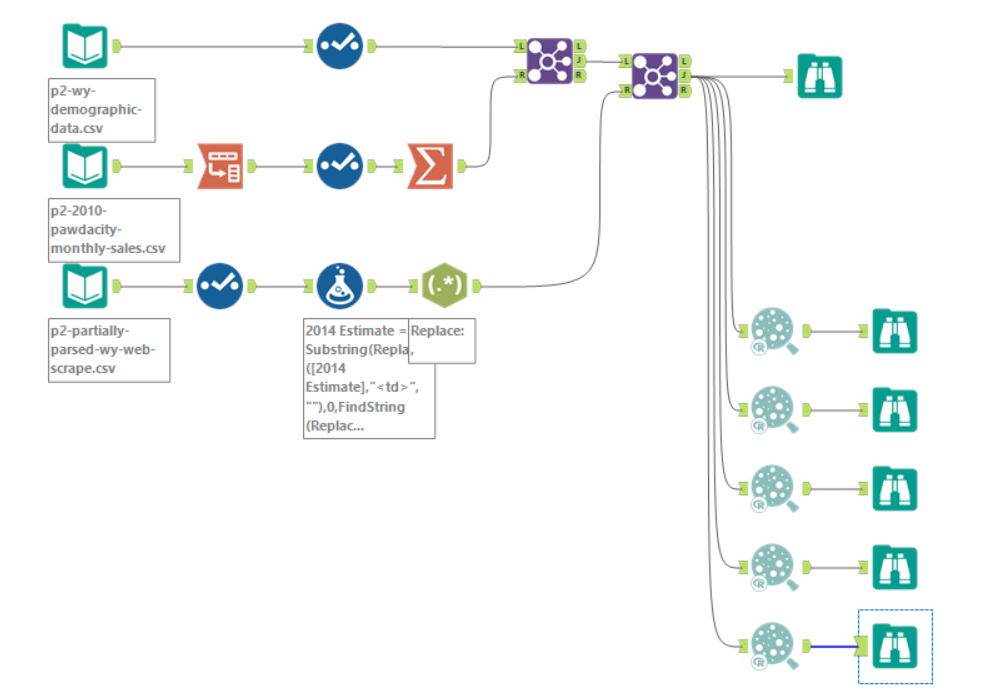 L
L
J
R
R
L
L
J
R
R
p2-wy-
demographic-
data.csv
p2-2010-
pawdacity-
monthly-sales.csv
(.*)
p2-partially-
parsed-wy-web-
scrape.csv
2014 Estimate =
Substring(Repla,
([2014
Estimate],"<td>",
""),0,FindString
(Replac...
Replace:
R
R
R
R
R